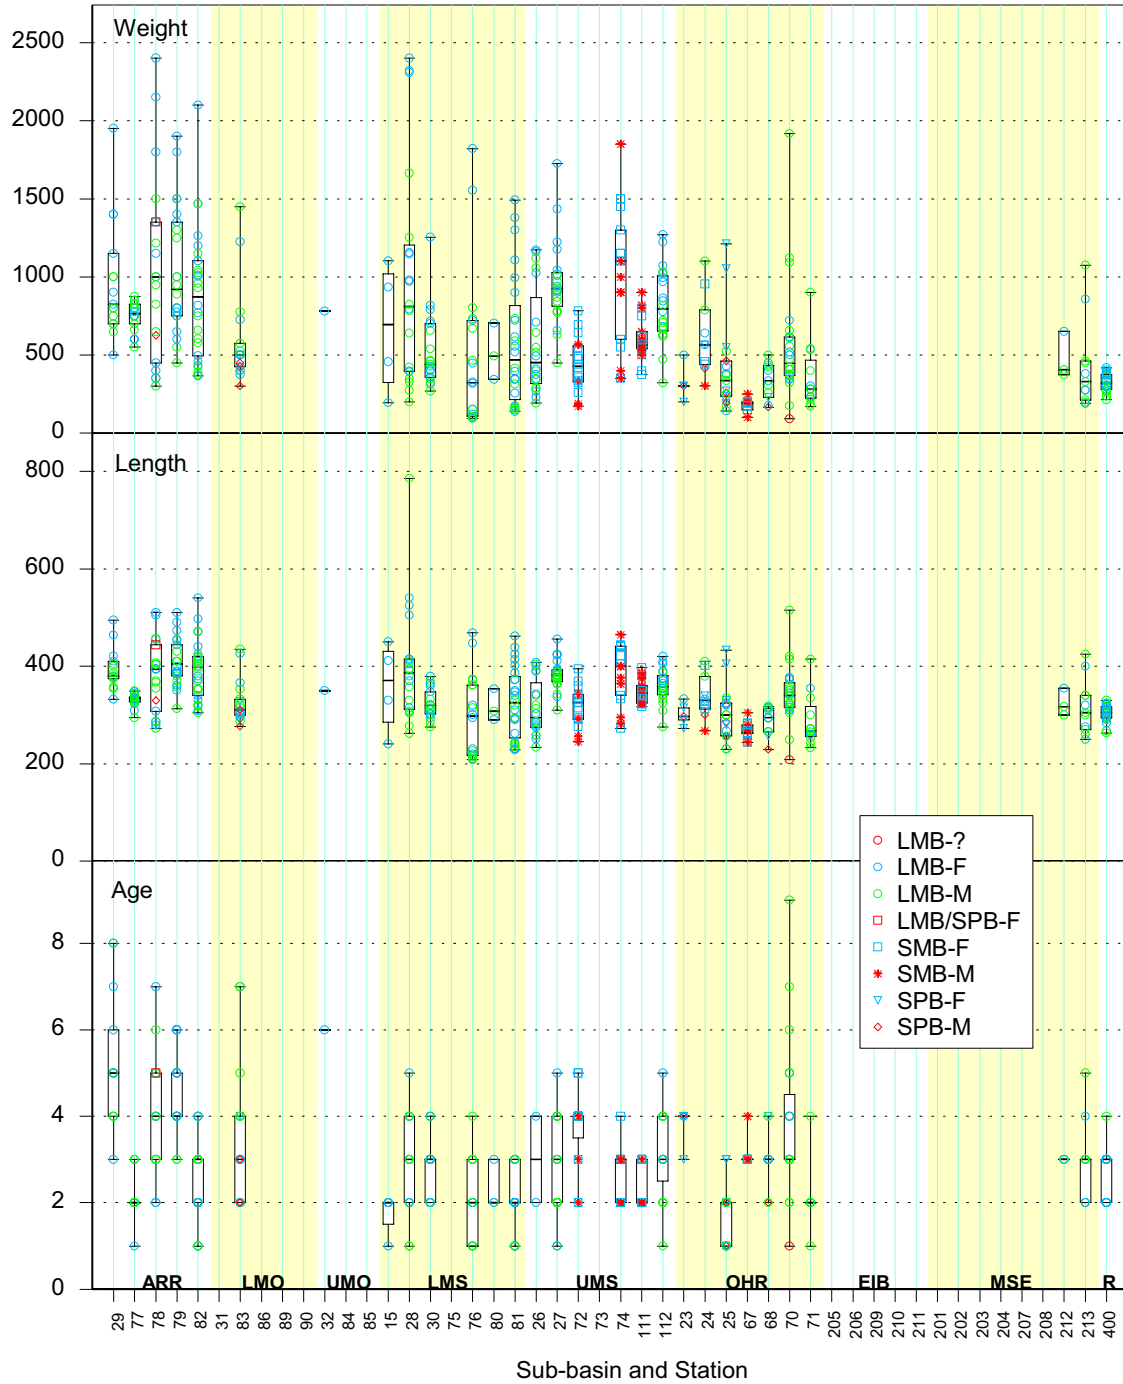 Weight
2500
2000
1500
1000
500
0
Length
800
600
400
200
0
LMB-?
LMB-F
LMB-M
LMB/SPB-F
SMB-F
SMB-M
SPB-F
SPB-M
Age
8
6
4
2
0
ARR LMO UMO LMS UMS OHR EIB MSE R
29 77 78 79 82 31 83 86 89 90 32 84 85 15 28 30 75 76 80 81 26 27 72 73 74 111 112 23 24 25 67 68 70 71 205 206 209 210 211 201 202 203 204 207 208 212 213 400
Sub-basin and Station